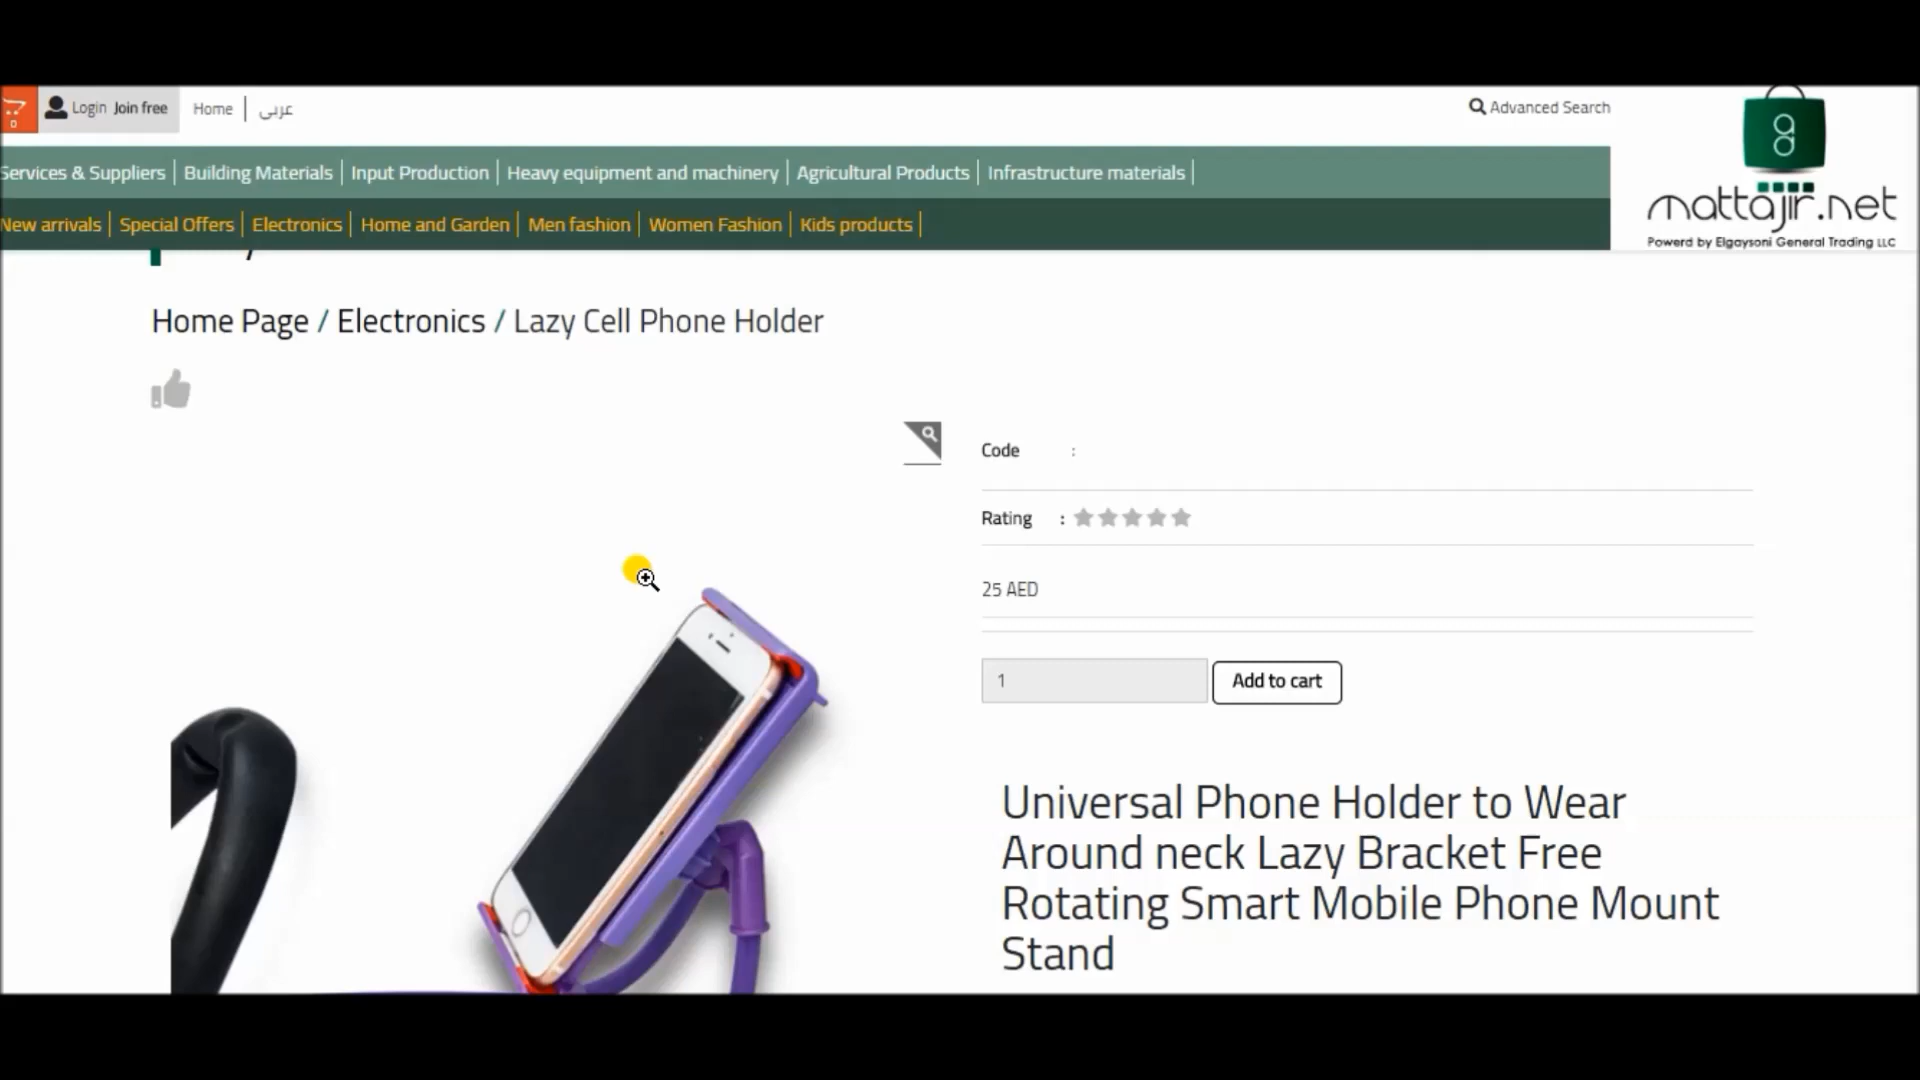 0
Login Join free
Home
عربى
Advanced Search
mattajir.net
Powerd by Elgaysoni General Trading LLC
Services & Suppliers
Building Materials
Input Production
Heavy equipment and machinery
Agricultural Products
Infrastructure materials
New arrivals
Special Offers
Electronics
Home and Garden
Men fashion
Women Fashion
Kids products
Home Page / Electronics / Lazy Cell Phone Holder
Code :
Rating :
25 AED
1
Add to cart
Universal Phone Holder to Wear
Around neck Lazy Bracket Free
Rotating Smart Mobile Phone Mount
Stand